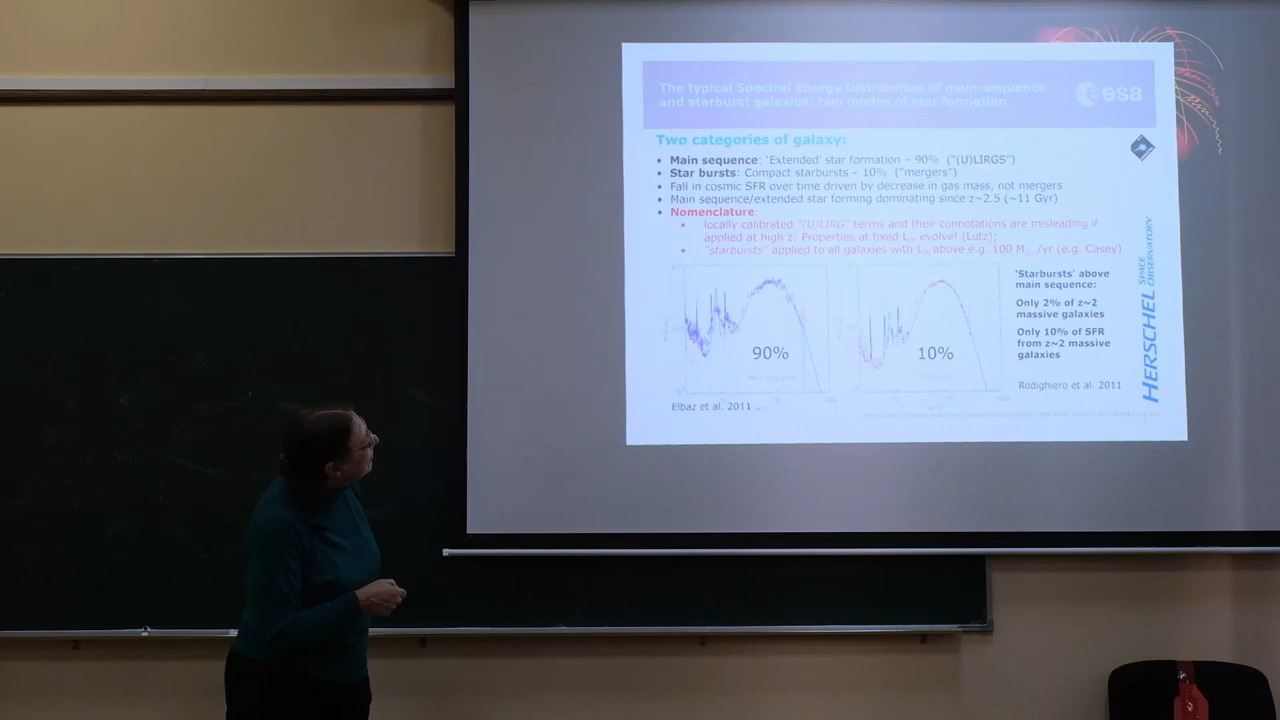 The typical Spectral Energy Distribution of main-sequence
and starburst galaxies: two modes of star formation
esa
Two categories of galaxy:
• Main sequence: ‘Extended’ star formation – 90% (“(U)LIRGS”)
• Star bursts: Compact starbursts – 10% (“mergers”)
• Fall in cosmic SFR over time driven by decrease in gas mass, not mergers
• Main sequence/extended star forming dominating since z~2.5 (~11 Gyr)
• Nomenclature:
• locally calibrated “(U)LIRG” terms and their connotations are misleading if
applied at high z: Properties at fixed L evolve! (Lutz);
• “starbursts” applied to all galaxies with L above e.g. 100 M /yr (e.g. Casey)
90%
10%
Elbaz et al. 2011
‘Starbursts’ above
main sequence:
Only 2% of z~2
massive galaxies
Only 10% of SFR
from z~2 massive
galaxies
Rodighiero et al. 2011
HERSCHEL SPACE
OBSERVATORY